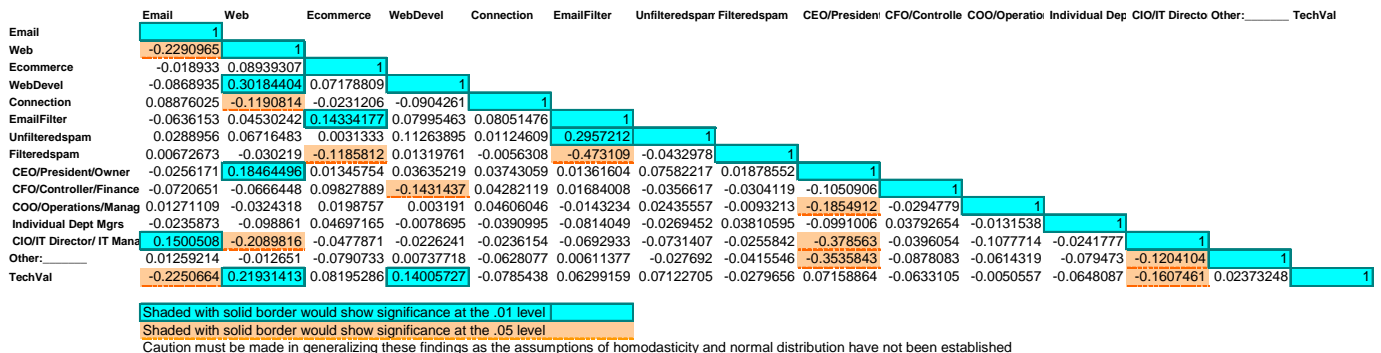 Email Web Ecommerce WebDevel Connection EmailFilter Unfilteredspam Filteredspam CEO/President CFO/Controlle COO/Operatio Individual Dep CIO/IT Directo Other:_______ TechVal
Email 1
Web -0.2290965 1
Ecommerce -0.018933 0.08939307 1
WebDevel -0.0868935 0.30184404 0.07178809 1
Connection 0.08876025 -0.1190814 -0.0231206 -0.0904261 1
EmailFilter -0.0636153 0.04530242 0.14334177 0.07995463 0.08051476 1
Unfilteredspam 0.0288956 0.06716483 0.0031333 0.11263895 0.01124609 0.2957212 1
Filteredspam 0.00672673 -0.030219 -0.1185812 0.01319761 -0.0056308 -0.473109 -0.0432978 1
CEO/President/Owner -0.0256171 0.18464496 0.01345754 0.03635219 0.03743059 0.01361604 0.07582217 0.01878552 1
CFO/Controller/Finance -0.0720651 -0.0666448 0.09827889 -0.1431437 0.04282119 0.01684008 -0.0356617 -0.0304119 -0.1050906 1
COO/Operations/Manag 0.01271109 -0.0324318 0.0198757 0.003191 0.04606046 -0.0143234 0.02435557 -0.0093213 -0.1854912 -0.0294779 1
Individual Dept Mgrs -0.0235873 -0.098861 0.04697165 -0.0078695 -0.0390995 -0.0814049 -0.0269452 0.03810595 -0.0991006 0.03792654 -0.0131538 1
CIO/IT Director/ IT Mana 0.1500508 -0.2089816 -0.0477871 -0.0226241 -0.0236154 -0.0692933 -0.0731407 -0.0255842 -0.378563 -0.0396054 -0.1077714 -0.0241777 1
Other:_______ 0.01259214 -0.012651 -0.0790733 0.00737718 -0.0628077 0.00611377 -0.027692 -0.0415546 -0.3535843 -0.0878083 -0.0614319 -0.079473 -0.1204104 1
TechVal -0.2250664 0.21931413 0.08195286 0.14005727 -0.0785438 0.06299159 0.07122705 -0.0279656 0.07158864 -0.0633105 -0.0050557 -0.0648087 -0.1607461 0.02373248 1
Shaded with solid border would show significance at the .01 level
Shaded with solid border would show significance at the .05 level
Caution must be made in generalizing these findings as the assumptions of homodasticity and normal distribution have not been established